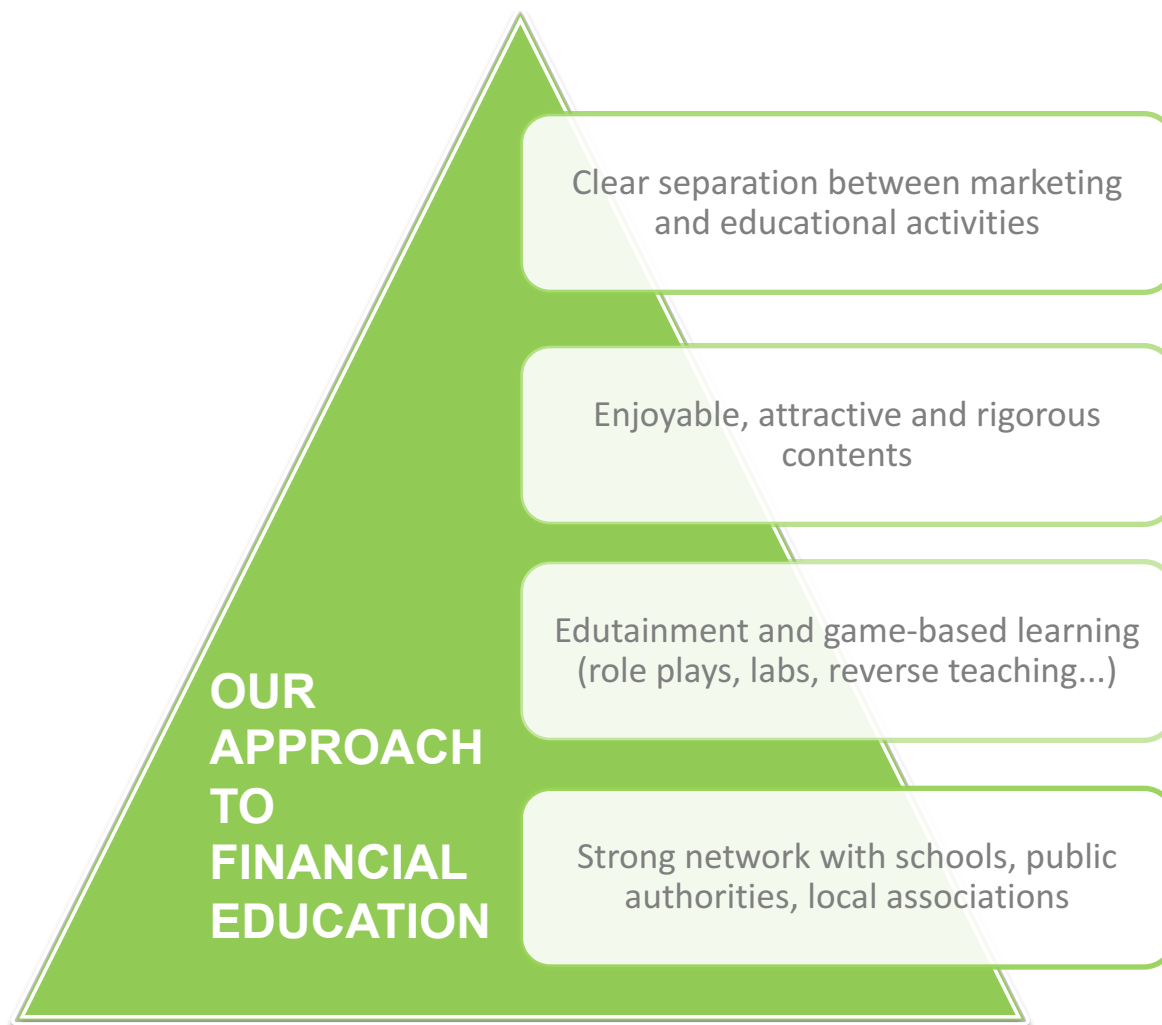 Clear separation between marketing
and educational activities
Enjoyable, attractive and rigorous
contents
Edutainment and game-based learning
(role plays, labs, reverse teaching...)
Strong network with schools, public
authorities, local associations
OUR
APPROACH
TO
FINANCIAL
EDUCATION